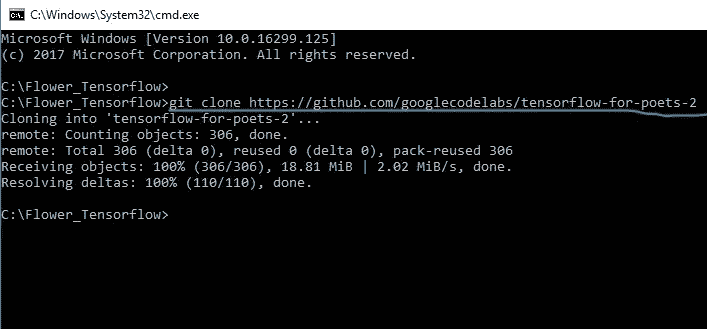 C:\Windows\System32\cmd.exe
Microsoft Windows [Version 10.0.16299.125]
(c) 2017 Microsoft Corporation. All rights reserved.
C:\Flower_Tensorflow>
C:\Flower_Tensorflow>git clone https://github.com/googlecodelabs/tensorflow-for-poets-2
Cloning into 'tensorflow-for-poets-2'...
remote: Counting objects: 306, done.
remote: Total 306 (delta 0), reused 0 (delta 0), pack-reused 306
Receiving objects: 100% (306/306), 18.81 MiB | 2.02 MiB/s, done.
Resolving deltas: 100% (110/110), done.
C:\Flower_Tensorflow>